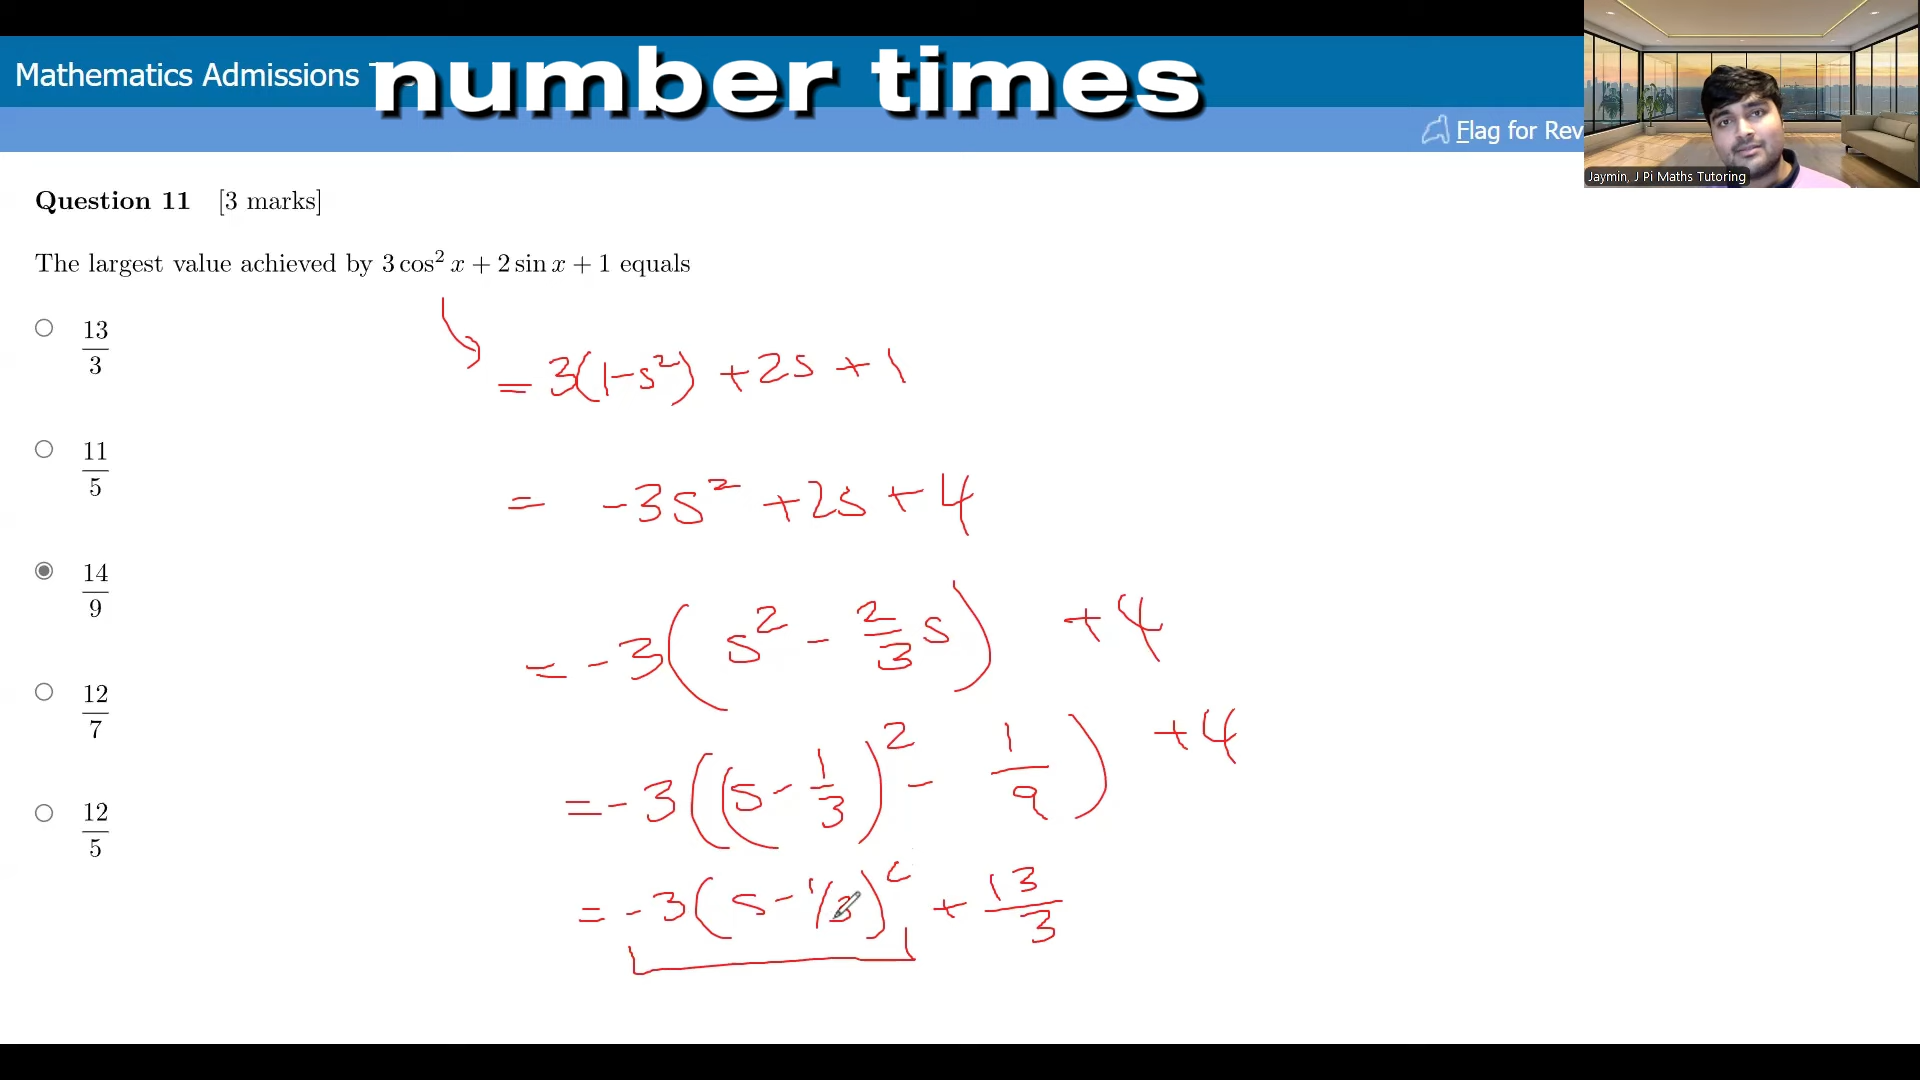 Mathematics Admissions T
number times
Flag for Rev
Jaymin, J Pi Maths Tutoring
Question 11 [3 marks]
The largest value achieved by 3 cos² x + 2 sin x + 1 equals
13/3
11/5
14/9
12/7
12/5
= 3(1-s²) + 2s + 1
= -3s² + 2s + 4
= -3(s² - 2/3 s) + 4
= -3((s - 1/3)² - 1/9) + 4
= -3(s - 1/3)² + 13/3